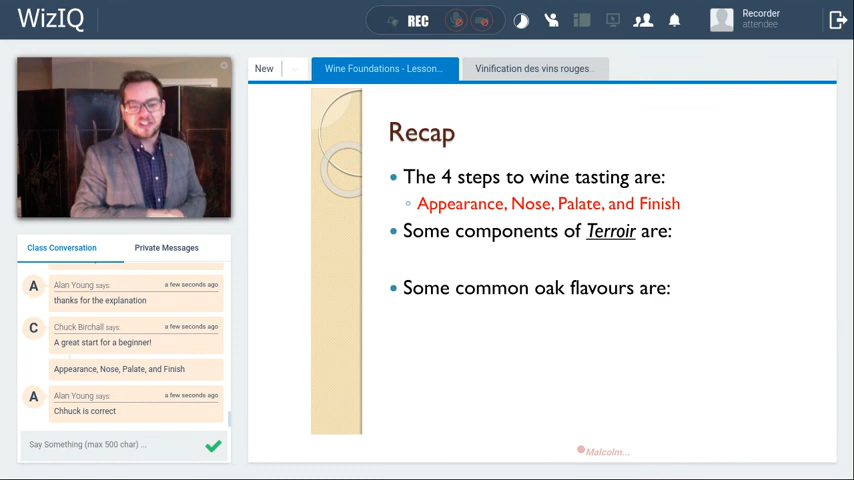 WizIQ
REC
Recorder
attendee
New
Wine Foundations - Lesson...
Vinification des vins rouges...
Recap
• The 4 steps to wine tasting are:
◦ Appearance, Nose, Palate, and Finish
• Some components of Terroir are:
• Some common oak flavours are:
Malcolm...
Class Conversation
Private Messages
A
Alan Young says:
a few seconds ago
thanks for the explanation
C
Chuck Birchall says:
a few seconds ago
A great start for a beginner!
Appearance, Nose, Palate, and Finish
A
Alan Young says:
a few seconds ago
Chhuck is correct
Say Something (max 500 char) ...